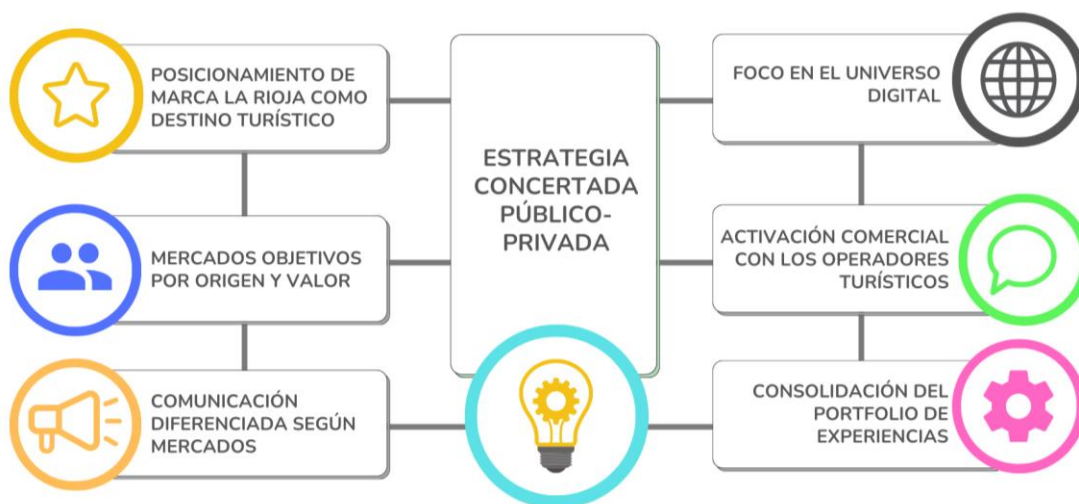 POSICIONAMIENTO DE
MARCA LA RIOJA COMO
DESTINO TURÍSTICO
MERCADOS OBJETIVOS
POR ORIGEN Y VALOR
COMUNICACIÓN
DIFERENCIADA SEGÚN
MERCADOS
ESTRATEGIA
CONCERTADA
PÚBLICO-
PRIVADA
FOCO EN EL UNIVERSO
DIGITAL
ACTIVACIÓN COMERCIAL
CON LOS OPERADORES
TURÍSTICOS
CONSOLIDACIÓN DEL
PORTFOLIO DE
EXPERIENCIAS